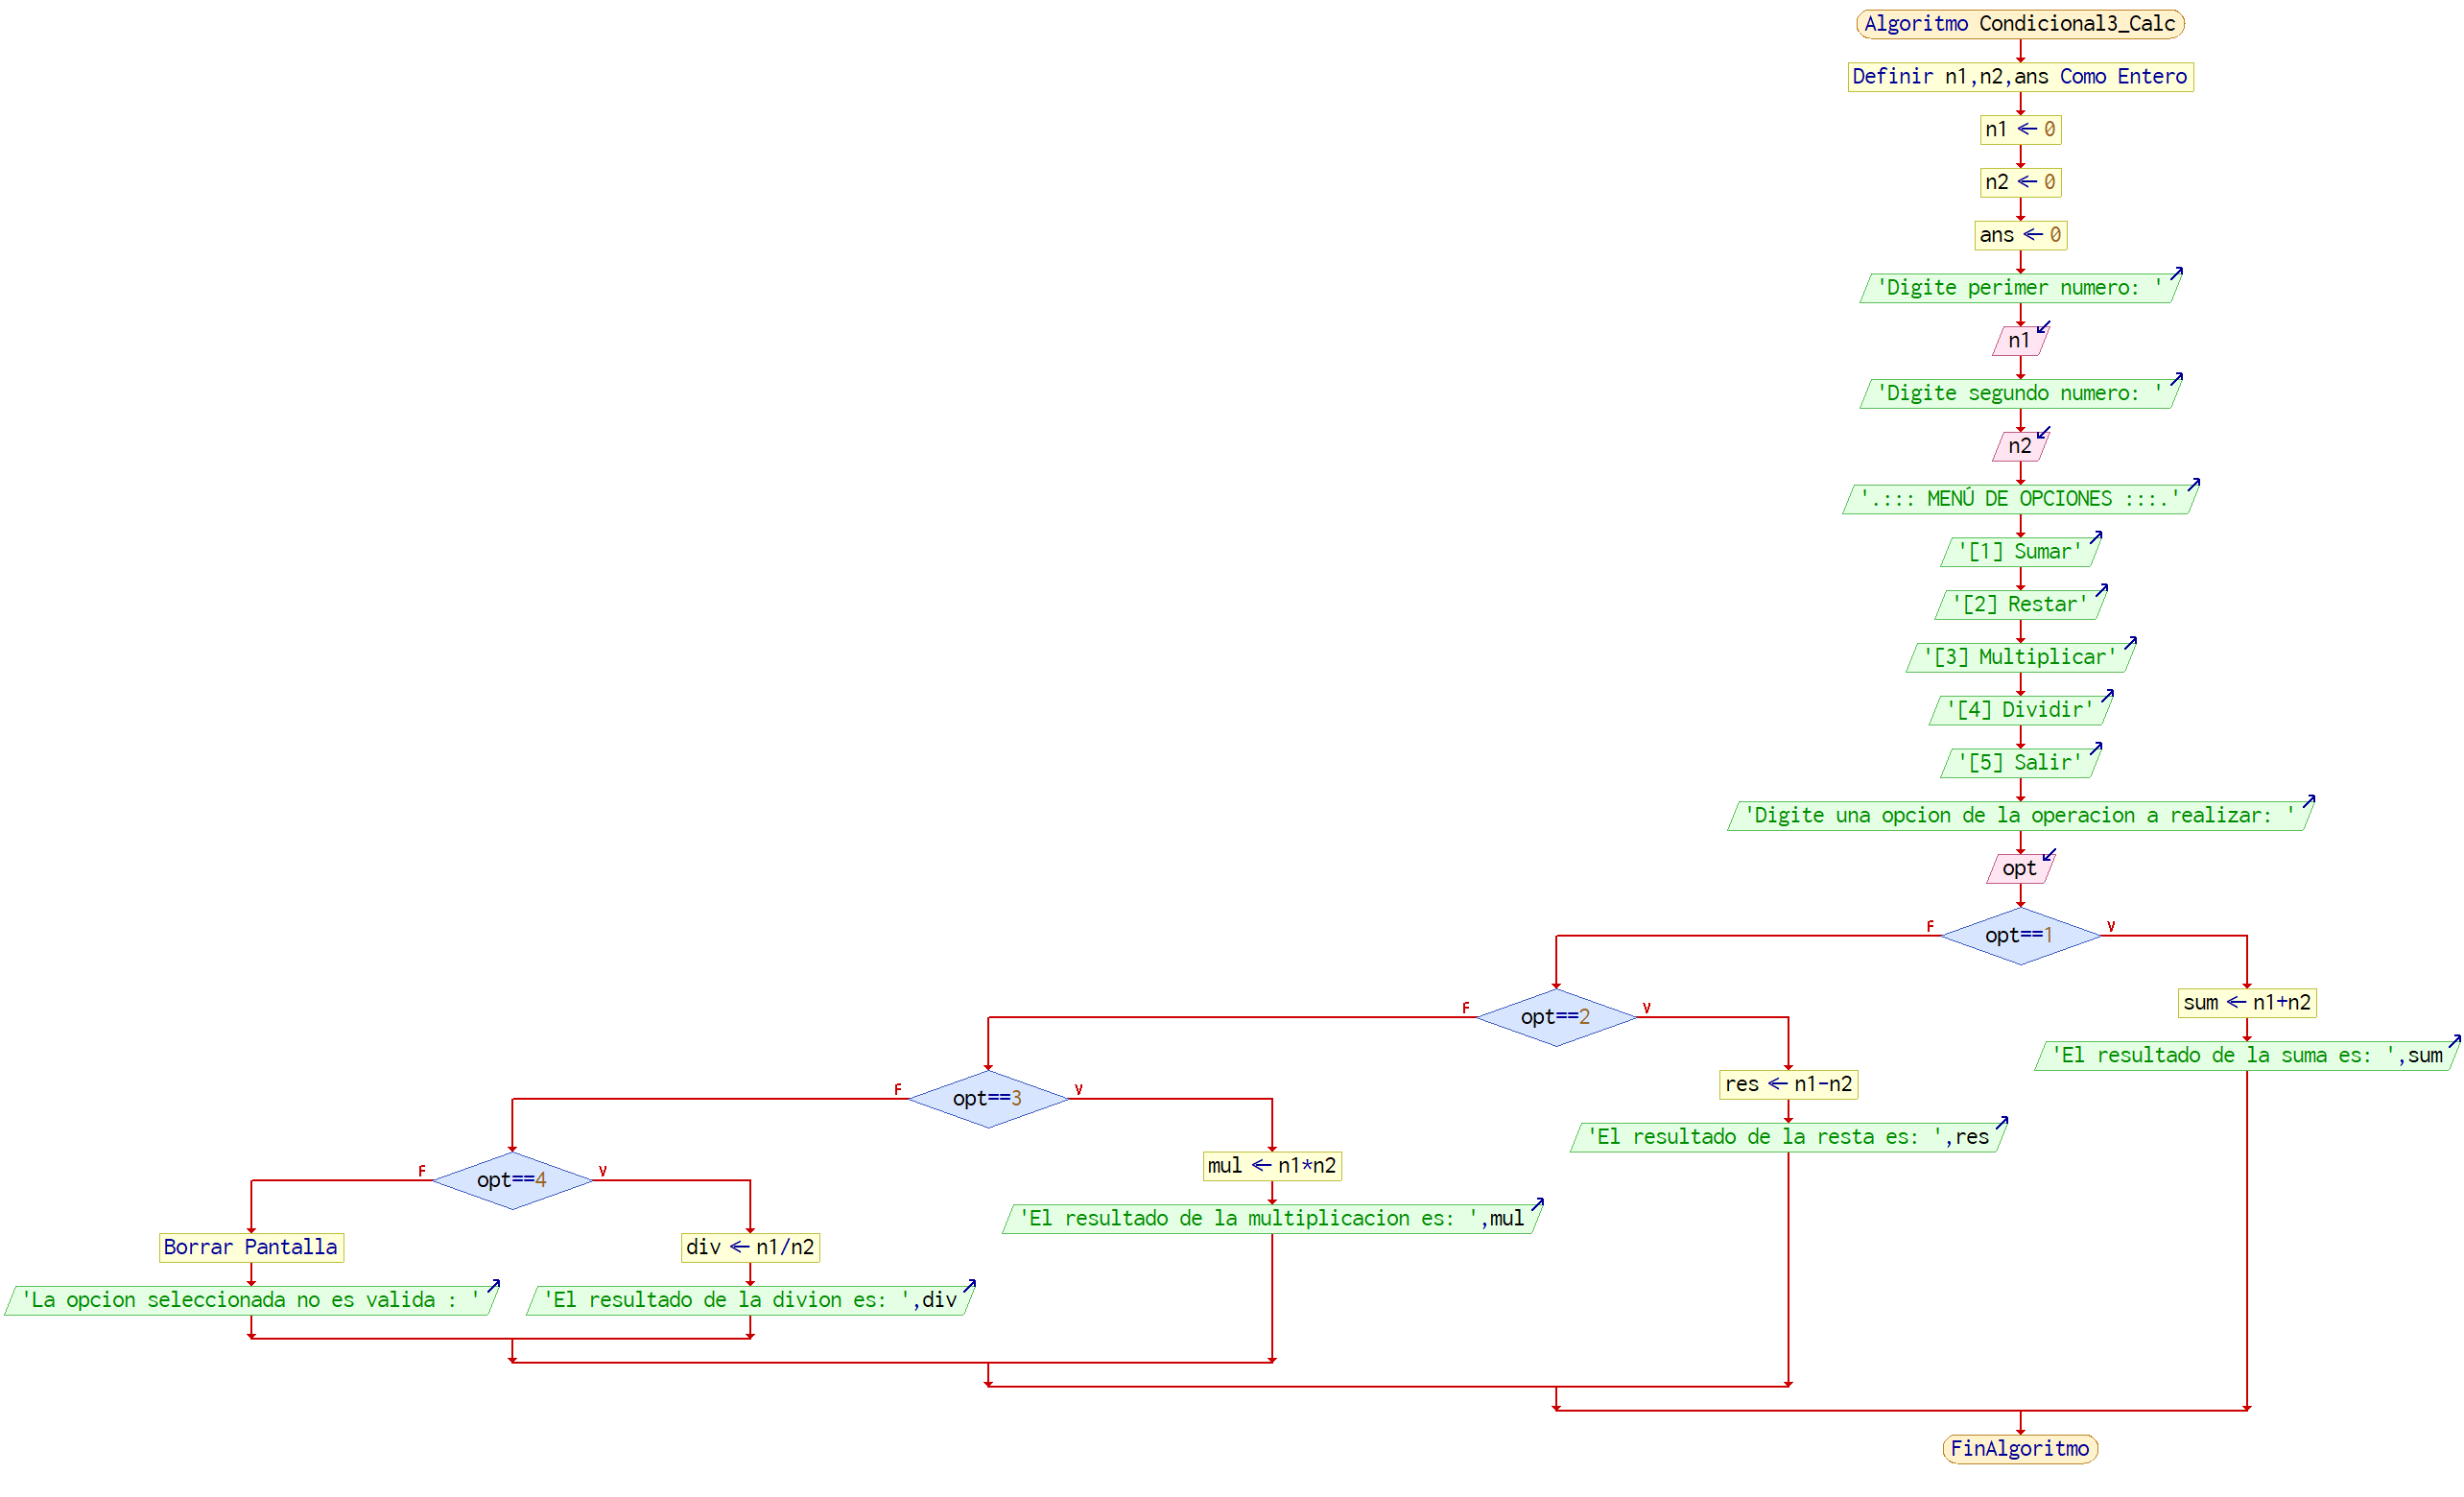 Algoritmo Condicional3_Calc
Definir n1,n2,ans Como Entero
n1 ← 0
n2 ← 0
ans ← 0
'Digite perimer numero: '
n1
'Digite segundo numero: '
n2
'.::: MENÚ DE OPCIONES :::.'
'[1] Sumar'
'[2] Restar'
'[3] Multiplicar'
'[4] Dividir'
'[5] Salir'
'Digite una opcion de la operacion a realizar: '
opt
F
opt==1
V
sum ← n1+n2
'El resultado de la suma es: ',sum
F
opt==2
V
res ← n1-n2
'El resultado de la resta es: ',res
F
opt==3
V
mul ← n1*n2
'El resultado de la multiplicacion es: ',mul
F
opt==4
V
Borrar Pantalla
'La opcion seleccionada no es valida : '
div ← n1/n2
'El resultado de la divion es: ',div
FinAlgoritmo